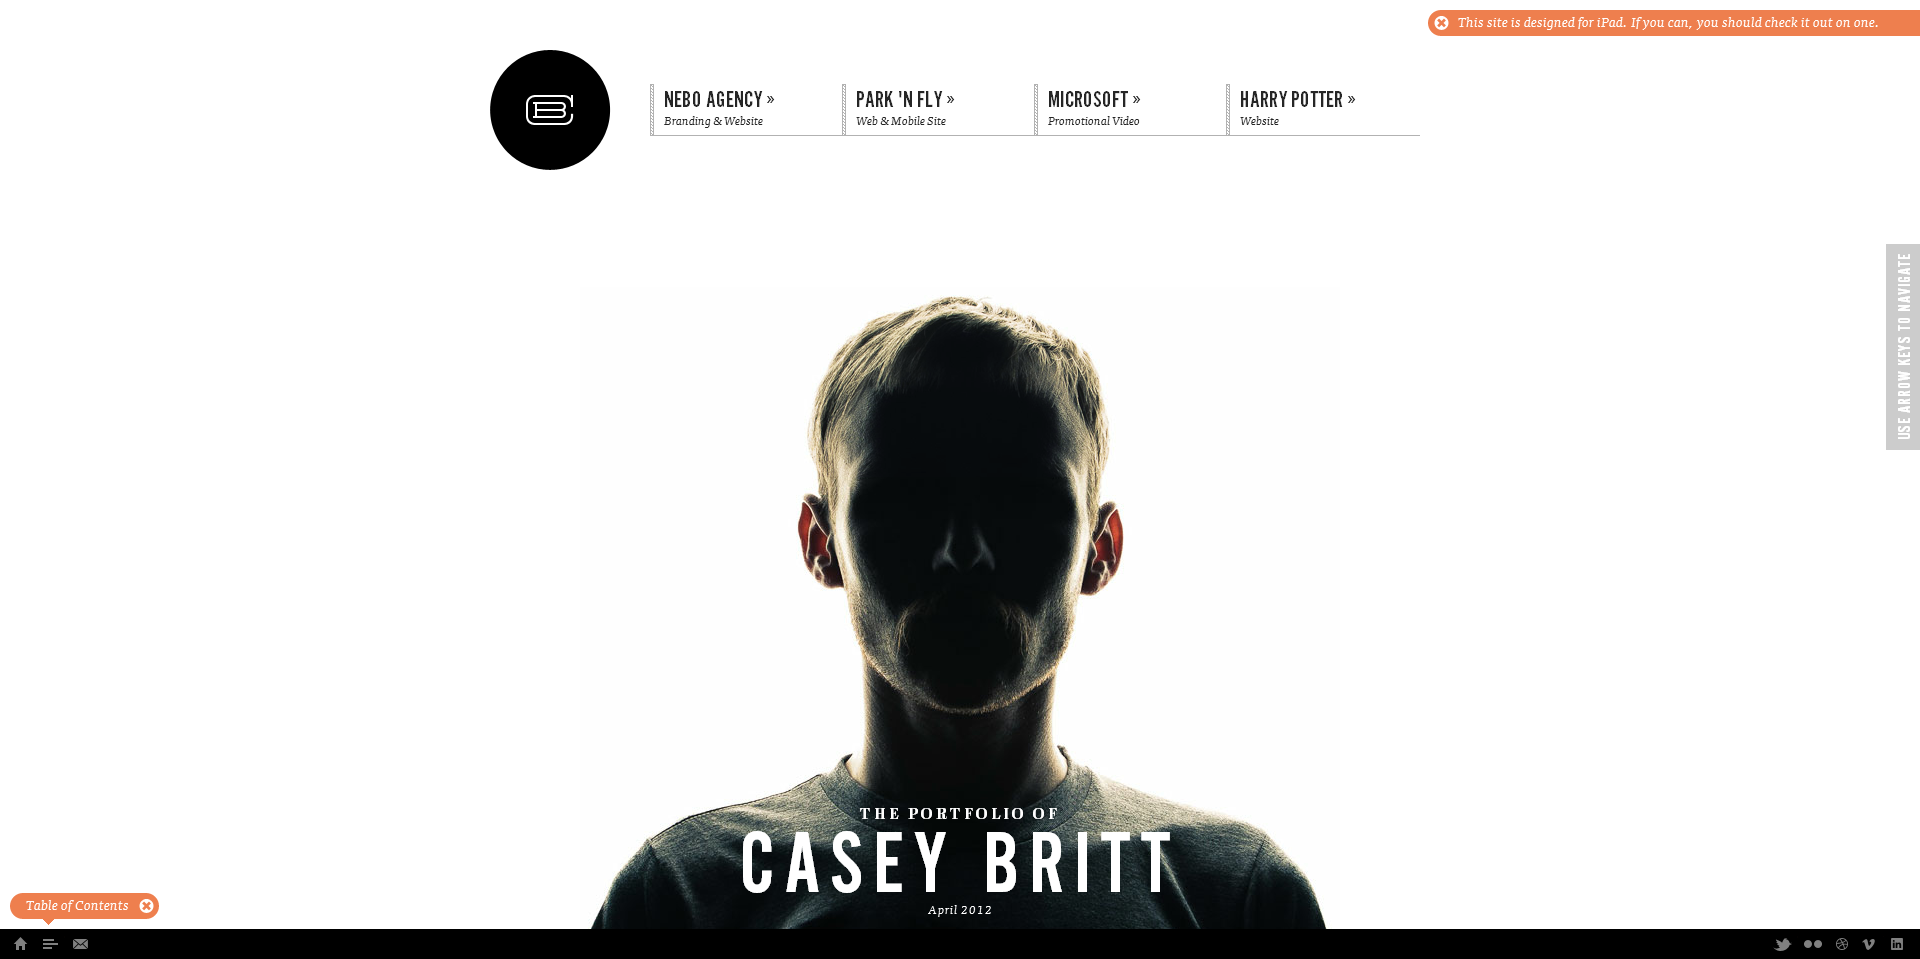 This site is designed for iPad. If you can, you should check it out on one.
NEBO AGENCY »
Branding & Website
PARK 'N FLY »
Web & Mobile Site
MICROSOFT »
Promotional Video
HARRY POTTER »
Website
USE ARROW KEYS TO NAVIGATE
THE PORTFOLIO OF
CASEY BRITT
April 2012
Table of Contents